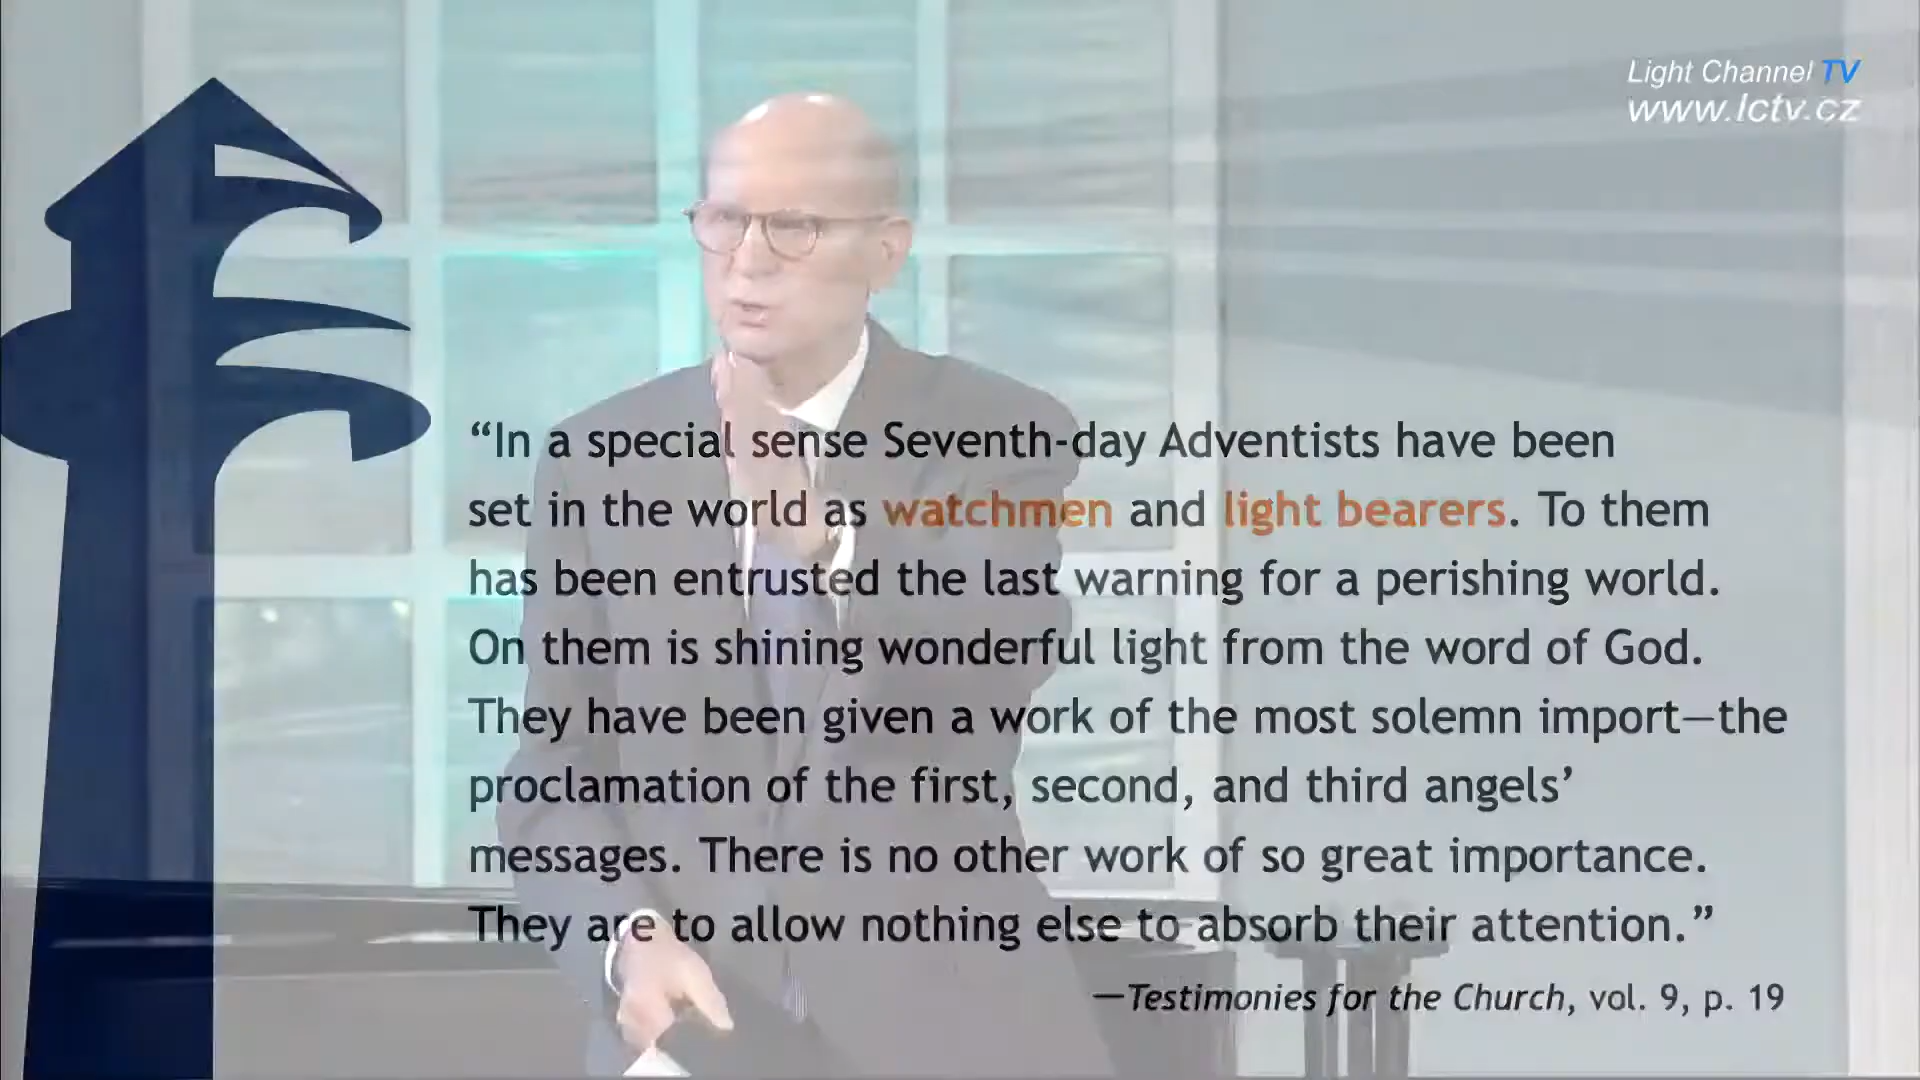 Light Channel TV
www.lctv.cz
“In a special sense Seventh-day Adventists have been
set in the world as watchmen and light bearers. To them
has been entrusted the last warning for a perishing world.
On them is shining wonderful light from the word of God.
They have been given a work of the most solemn import—the
proclamation of the first, second, and third angels’
messages. There is no other work of so great importance.
They are to allow nothing else to absorb their attention.”
—Testimonies for the Church, vol. 9, p. 19